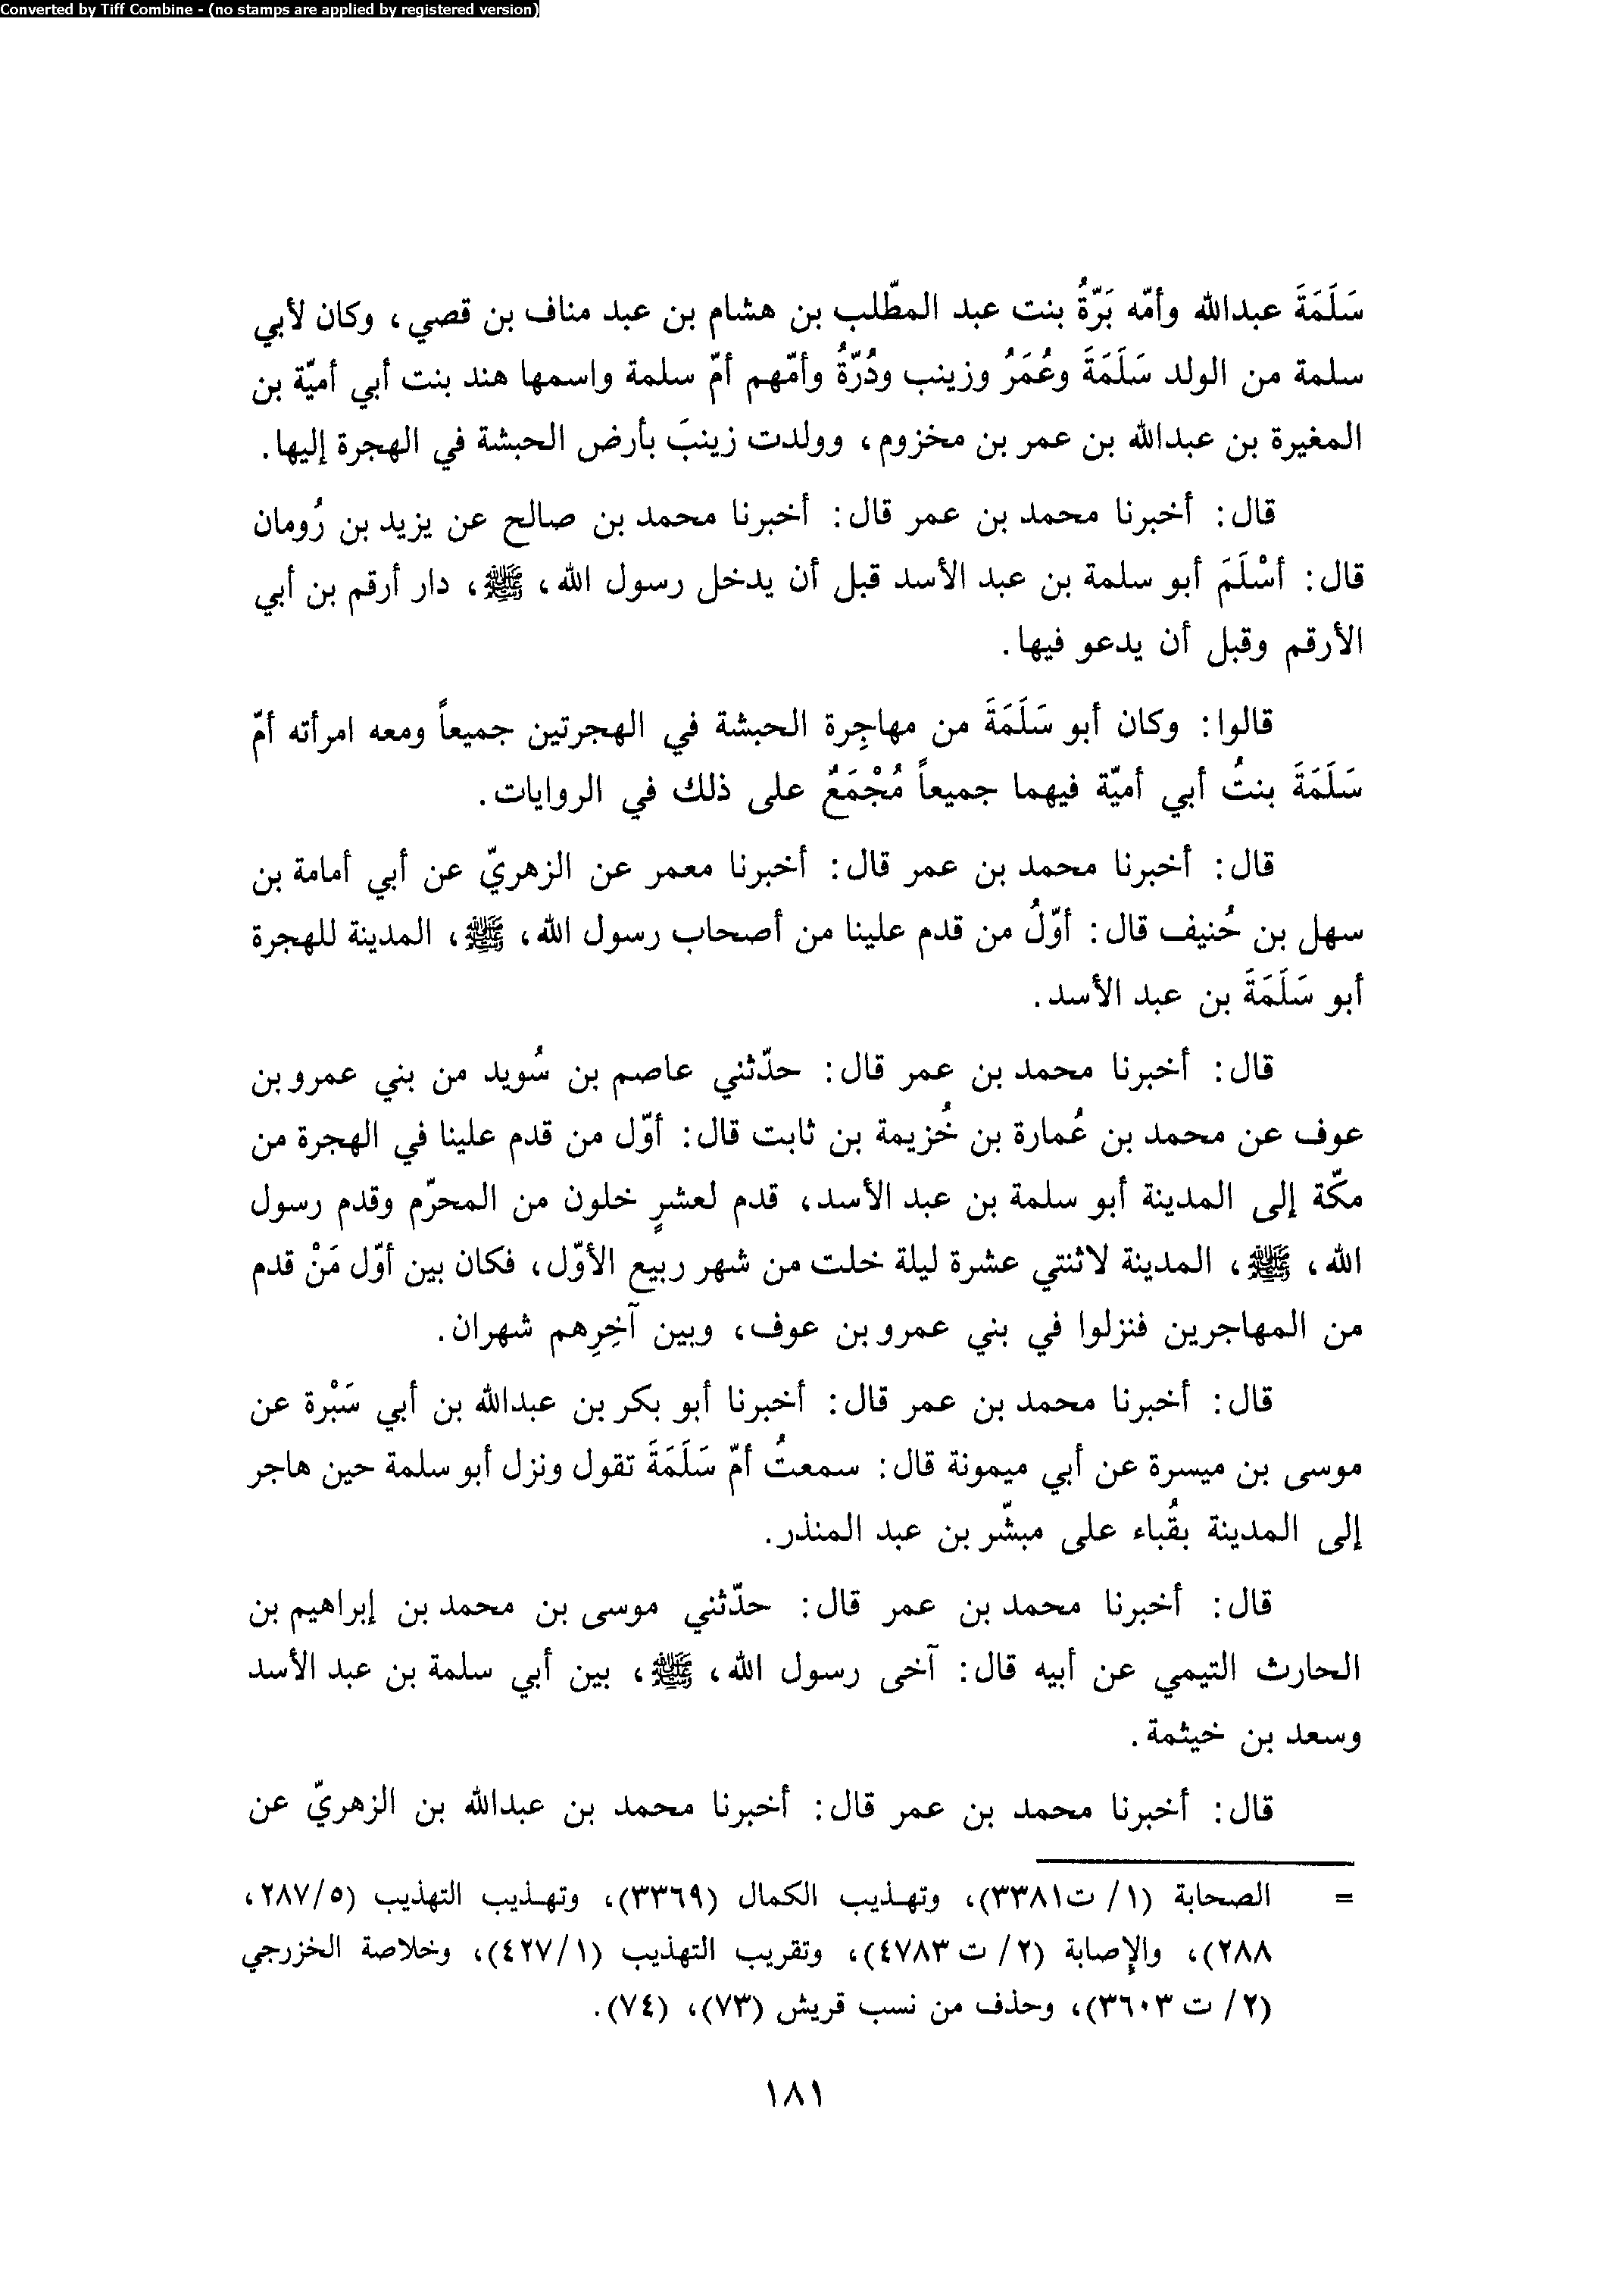 Converted by Tiff Combine - (no stamps are applied by registered version)
سَلَمَةَ عبدالله وأمّه بَرّةُ بنت عبد المطّلب بن هشام بن عبد مناف بن قصي، وكان لأبي
سلمة من الولد سَلَمَةَ وعُمَرُ وزينب ودُرّةُ وأمّهم أمّ سلمة واسمها هند بنت أبي أميّة بن
المغيرة بن عبدالله بن عمر بن مخزوم، وولدت زينبَ بأرض الحبشة في الهجرة إليها.
قال: أخبرنا محمد بن عمر قال: أخبرنا محمد بن صالح عن يزيد بن رُومان
قال: أسْلَمَ أبو سلمة بن عبد الأسد قبل أن يدخل رسول الله، ﷺ، دار أرقم بن أبي
الأرقم وقبل أن يدعو فيها.
قالوا: وكان أبو سَلَمَةَ من مهاجِرة الحبشة في الهجرتين جميعاً ومعه امرأته أمّ
سَلَمَةَ بنتُ أبي أميّة فيهما جميعاً مُجْمَعٌ على ذلك في الروايات.
قال: أخبرنا محمد بن عمر قال: أخبرنا معمر عن الزهريّ عن أبي أمامة بن
سهل بن حُنيف قال: أوّلُ من قدم علينا من أصحاب رسول الله، ﷺ، المدينة للهجرة
أبو سَلَمَةَ بن عبد الأسد.
قال: أخبرنا محمد بن عمر قال: حدّثني عاصم بن سُويد من بني عمرو بن
عوف عن محمد بن عُمارة بن خُزيمة بن ثابت قال: أوّل من قدم علينا في الهجرة من
مكّة إلى المدينة أبو سلمة بن عبد الأسد، قدم لعشرٍ خلون من المحرّم وقدم رسول
الله، ﷺ، المدينة لاثنتي عشرة ليلة خلت من شهر ربيع الأوّل، فكان بين أوّل مَنْ قدم
من المهاجرين فنزلوا في بني عمرو بن عوف، وبين آخِرِهم شهران.
قال: أخبرنا محمد بن عمر قال: أخبرنا أبو بكر بن عبدالله بن أبي سَبْرة عن
موسى بن ميسرة عن أبي ميمونة قال: سمعتُ أمّ سَلَمَةَ تقول ونزل أبو سلمة حين هاجر
إلى المدينة بقُباء على مبشّر بن عبد المنذر.
قال: أخبرنا محمد بن عمر قال: حدّثني موسى بن محمد بن إبراهيم بن
الحارث التيمي عن أبيه قال: آخى رسول الله، ﷺ، بين أبي سلمة بن عبد الأسد
وسعد بن خيثمة.
قال: أخبرنا محمد بن عمر قال: أخبرنا محمد بن عبدالله بن الزهريّ عن
= الصحابة (١/ ت٣٣٨١)، وتهـذيب الكمال (٣٣٦٩)، وتهـذيب التهذيب (٢٨٧/٥،
٢٨٨)، والإصابة (٢/ ت ٤٧٨٣)، وتقريب التهذيب (٤٢٧/١)، وخلاصة الخزرجي
(٢/ ت ٣٦٠٣)، وحذف من نسب قريش (٧٣)، (٧٤).
١٨١